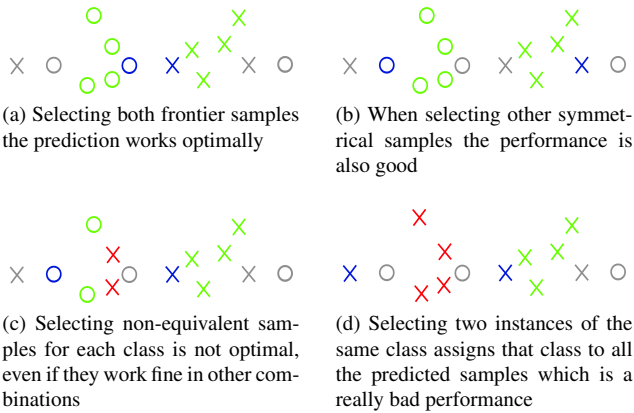 (a) Selecting both frontier samples
the prediction works optimally
(b) When selecting other symmet-
rical samples the performance is
also good
(c) Selecting non-equivalent sam-
ples for each class is not optimal,
even if they work fine in other com-
binations
(d) Selecting two instances of the
same class assigns that class to all
the predicted samples which is a
really bad performance